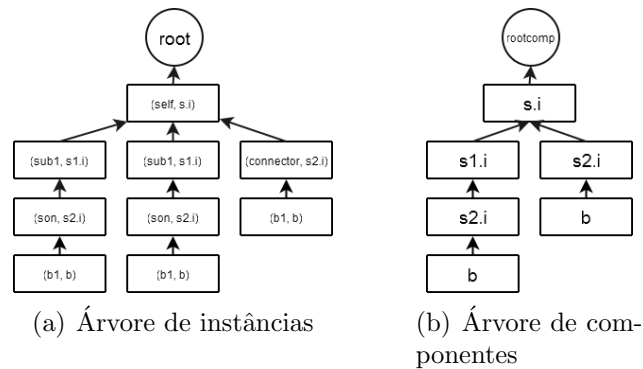 root
rootcomp
(self, s.i)
s.i
(sub1, s1.i)
(sub1, s1.i)
(connector, s2.i)
s1.i
s2.i
(son, s2.i)
(son, s2.i)
(b1, b)
s2.i
b
(b1, b)
(b1, b)
b
(a) Árvore de instâncias
(b) Árvore de com-
ponentes